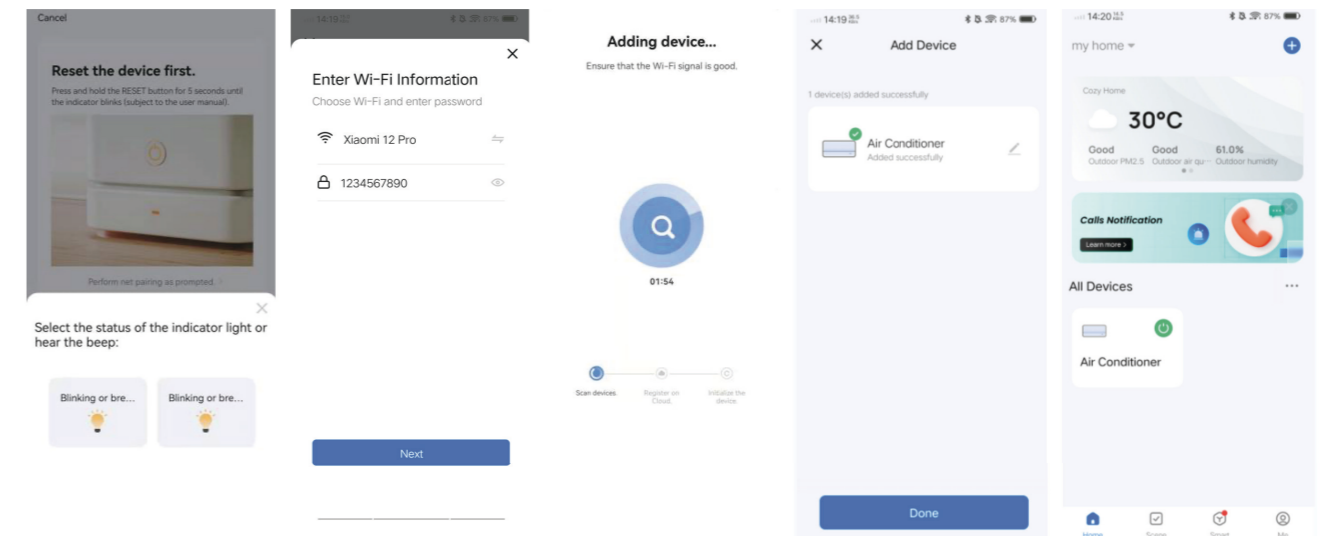 Cancel
Reset the device first.
Press and hold the RESET button for 5 seconds until
the indicator blinks (subject to the user manual).
Perform net pairing as prompted. >
Select the status of the indicator light or
hear the beep:
Blinking or bre...
Blinking or bre...
14:19
87%
Enter Wi-Fi Information
Choose Wi-Fi and enter password
Xiaomi 12 Pro
1234567890
Next
Adding device...
Ensure that the Wi-Fi signal is good.
01:54
Scan devices.
Register on
Cloud.
Initialize the
device.
14:19
87%
Add Device
1 device(s) added successfully
Air Conditioner
Added successfully
Done
14:20
87%
my home
Cozy Home
30°C
Good
Good
61.0%
Outdoor PM2.5
Outdoor air qu...
Outdoor humidity
Calls Notification
Learn more >
All Devices
...
Air Conditioner
Home
Scene
Smart
Me